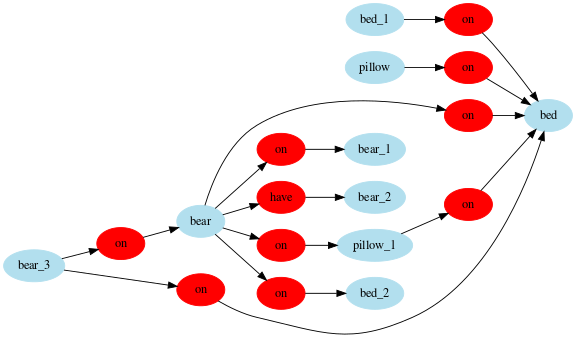 bed_1 on
pillow on
on bed
on bear_1
have bear_2
on
bear
on pillow_1
on
bear_3
on
on bed_2